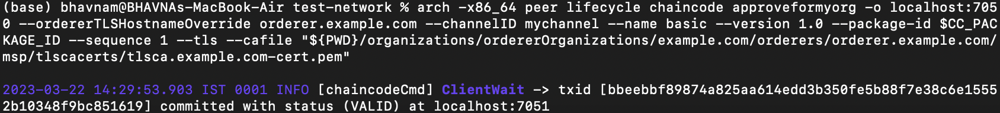 (base) bhavnam@BHAVNAs-MacBook-Air test-network % arch -x86_64 peer lifecycle chaincode approveformyorg -o localhost:705
0 --ordererTLSHostnameOverride orderer.example.com --channelID mychannel --name basic --version 1.0 --package-id $CC_PAC
KAGE_ID --sequence 1 --tls --cafile "${PWD}/organizations/ordererOrganizations/example.com/orderers/orderer.example.com/
msp/tlscacerts/tlsca.example.com-cert.pem"
2023-03-22 14:29:53.903 IST 0001 INFO [chaincodeCmd] ClientWait -> txid [bbeebbf89874a825aa614edd3b350fe5b88f7e38c6e1555
2b10348f9bc851619] committed with status (VALID) at localhost:7051